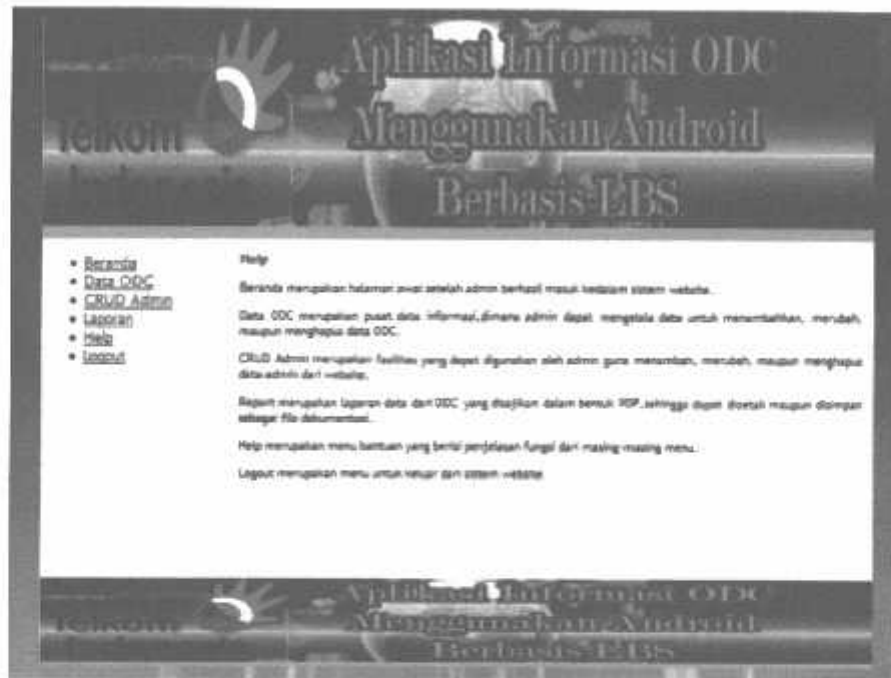 Telkom
Indonesia
Aplikasi Informasi ODC
Menggunakan Android
Berbasis LBS
• Beranda
• Data ODC
• CRUD Admin
• Laporan
• Help
• Logout
Help
Beranda merupakan halaman awal setelah admin berhasil masuk kedalam sistem website.
Data ODC merupakan pusat data informasi,dimana admin dapat mengelola data untuk menambahkan, merubah,
maupun menghapus data ODC.
CRUD Admin merupakan fasilitas yang dapat digunakan oleh admin guna menambah, merubah, maupun menghapus
data admin dari website.
Report merupakan laporan data dari ODC yang disajikan dalam bentuk PDF,sehingga dapat dicetak maupun disimpan
sebagai file dokumentasi.
Help merupakan menu bantuan yang berisi penjelasan fungsi dari masing-masing menu.
Logout merupakan menu untuk keluar dari sistem website
Telkom
Aplikasi Informasi ODC
Menggunakan Android
Berbasis LBS